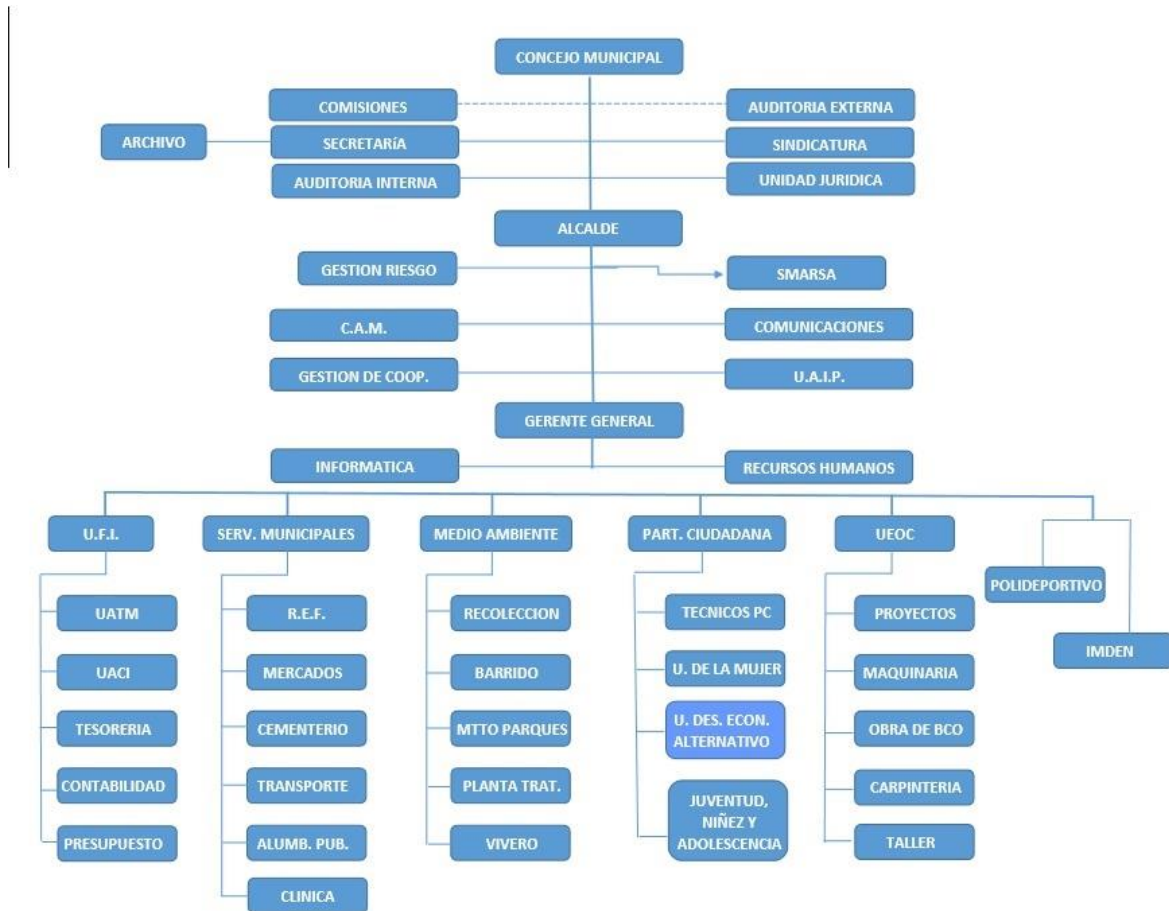 CONCEJO MUNICIPAL
COMISIONES
AUDITORIA EXTERNA
ARCHIVO
SECRETARíA
SINDICATURA
AUDITORIA INTERNA
UNIDAD JURIDICA
ALCALDE
GESTION RIESGO
SMARSA
C.A.M.
COMUNICACIONES
GESTION DE COOP.
U.A.I.P.
GERENTE GENERAL
INFORMATICA
RECURSOS HUMANOS
U.F.I.
UATM
UACI
TESORERIA
CONTABILIDAD
PRESUPUESTO
SERV. MUNICIPALES
R.E.F.
MERCADOS
CEMENTERIO
TRANSPORTE
ALUMB. PUB.
CLINICA
MEDIO AMBIENTE
RECOLECCION
BARRIDO
MTTO PARQUES
PLANTA TRAT.
VIVERO
PART. CIUDADANA
TECNICOS PC
U. DE LA MUJER
U. DES. ECON.
ALTERNATIVO
JUVENTUD,
NIÑEZ Y
ADOLESCENCIA
UEOC
PROYECTOS
MAQUINARIA
OBRA DE BCO
CARPINTERIA
TALLER
POLIDEPORTIVO
IMDEN